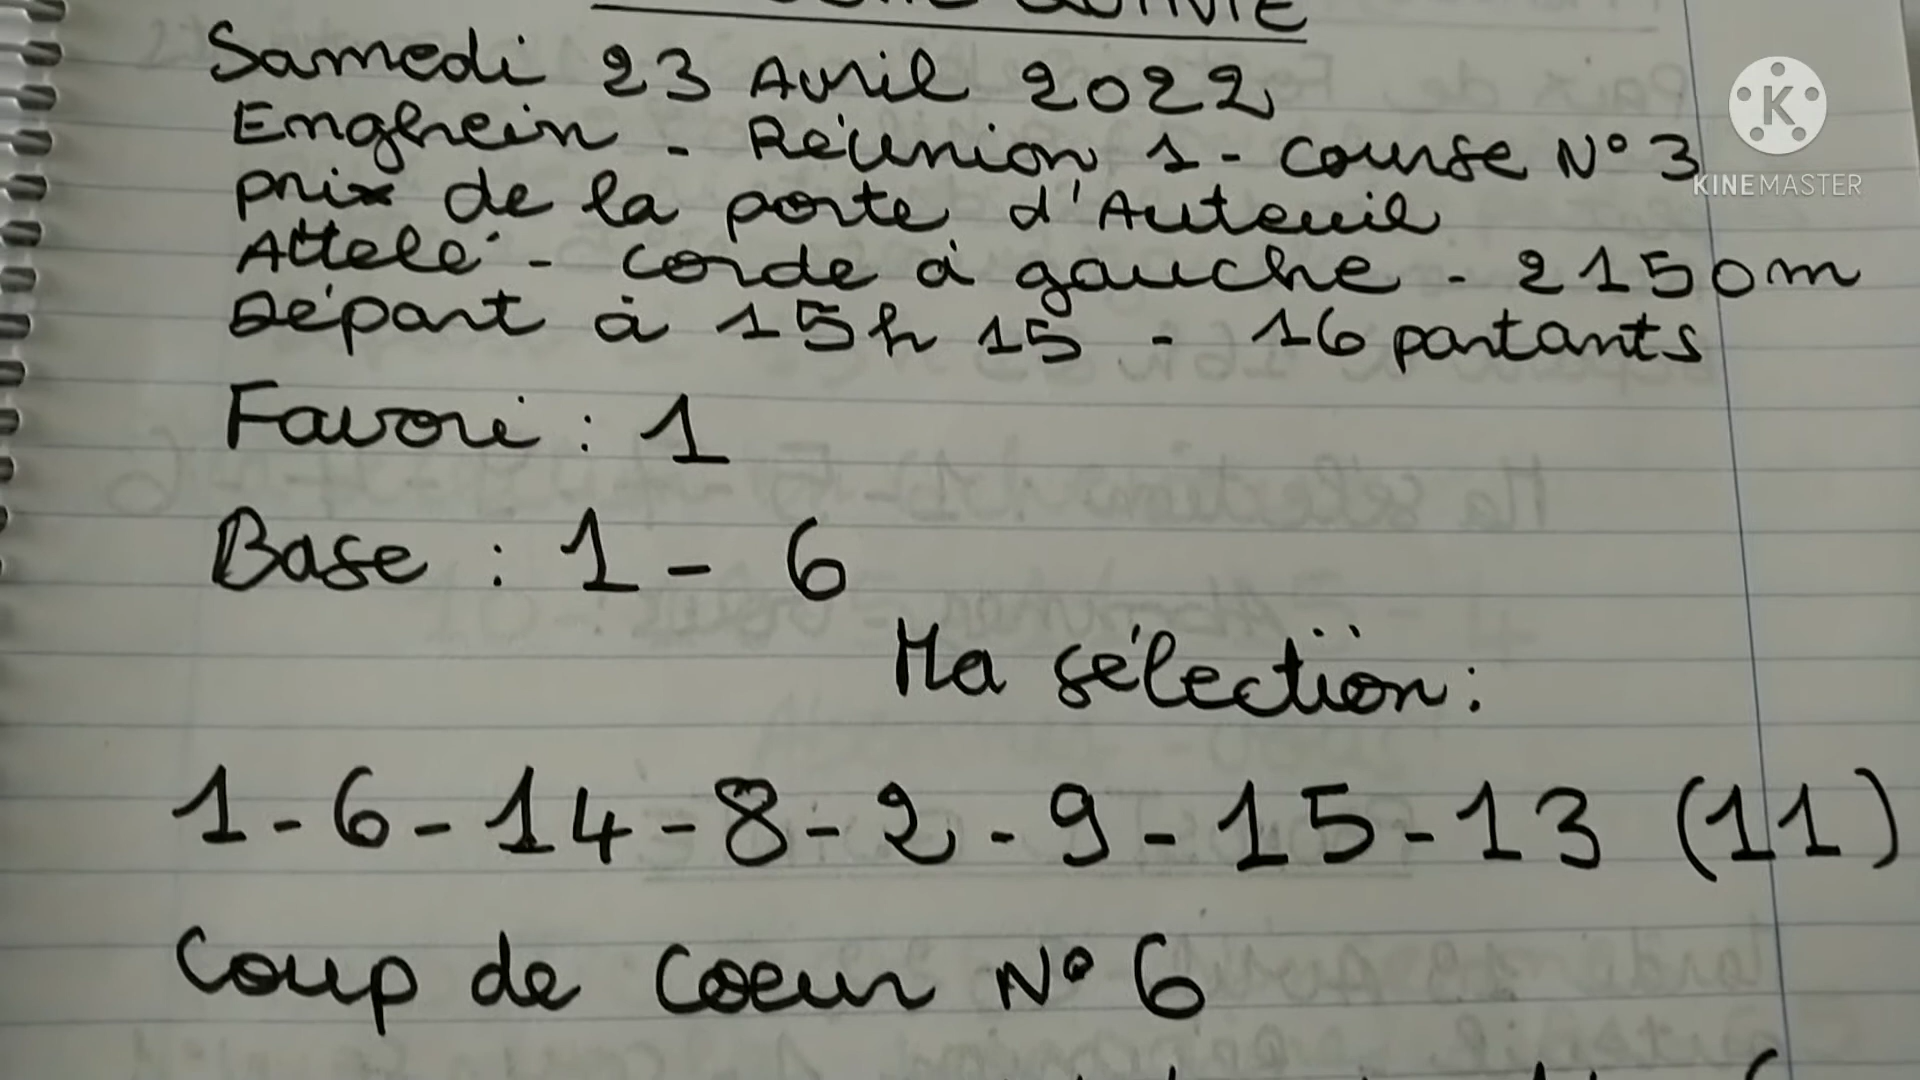 Samedi 23 Avril 2022
Enghein - Réunion 1 - course N° 3
prix de la porte d'Auteuil
Attelé - corde à gauche - 2150m
Départ à 15h15 - 16 partants
Favori : 1
Base : 1 - 6
Ma sélection :
1 - 6 - 14 - 8 - 2 - 9 - 15 - 13 (11)
Coup de Coeur N° 6
K
KINEMASTER